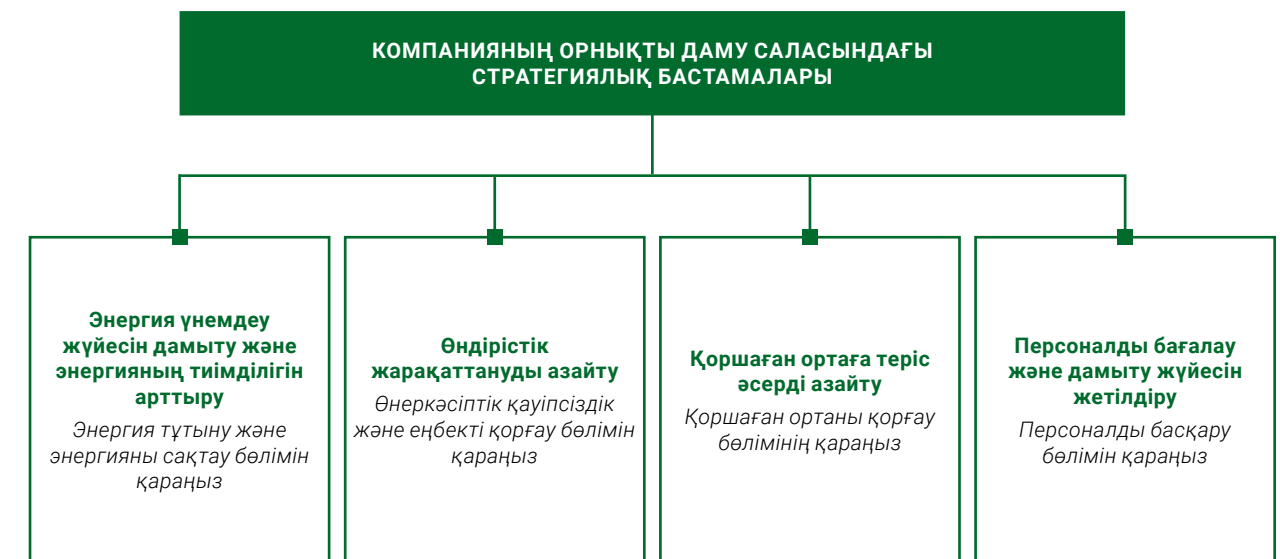 КОМПАНИЯНЫҢ ОРНЫҚТЫ ДАМУ САЛАСЫНДАҒЫ
СТРАТЕГИЯЛЫҚ БАСТАМАЛАРЫ
Энергия үнемдеу
жүйесін дамыту және
энергияның тиімділігін
арттыру
Энергия тұтыну және
энергияны сақтау бөлімін
қараңыз
Өндірістік
жарақаттануды азайту
Өнеркәсіптік қауіпсіздік
және еңбекті қорғау бөлімін
қараңыз
Қоршаған ортаға теріс
әсерді азайту
Қоршаған ортаны қорғау
бөлімінің қараңыз
Персоналды бағалау
және дамыту жүйесін
жетілдіру
Персоналды басқару
бөлімін қараңыз